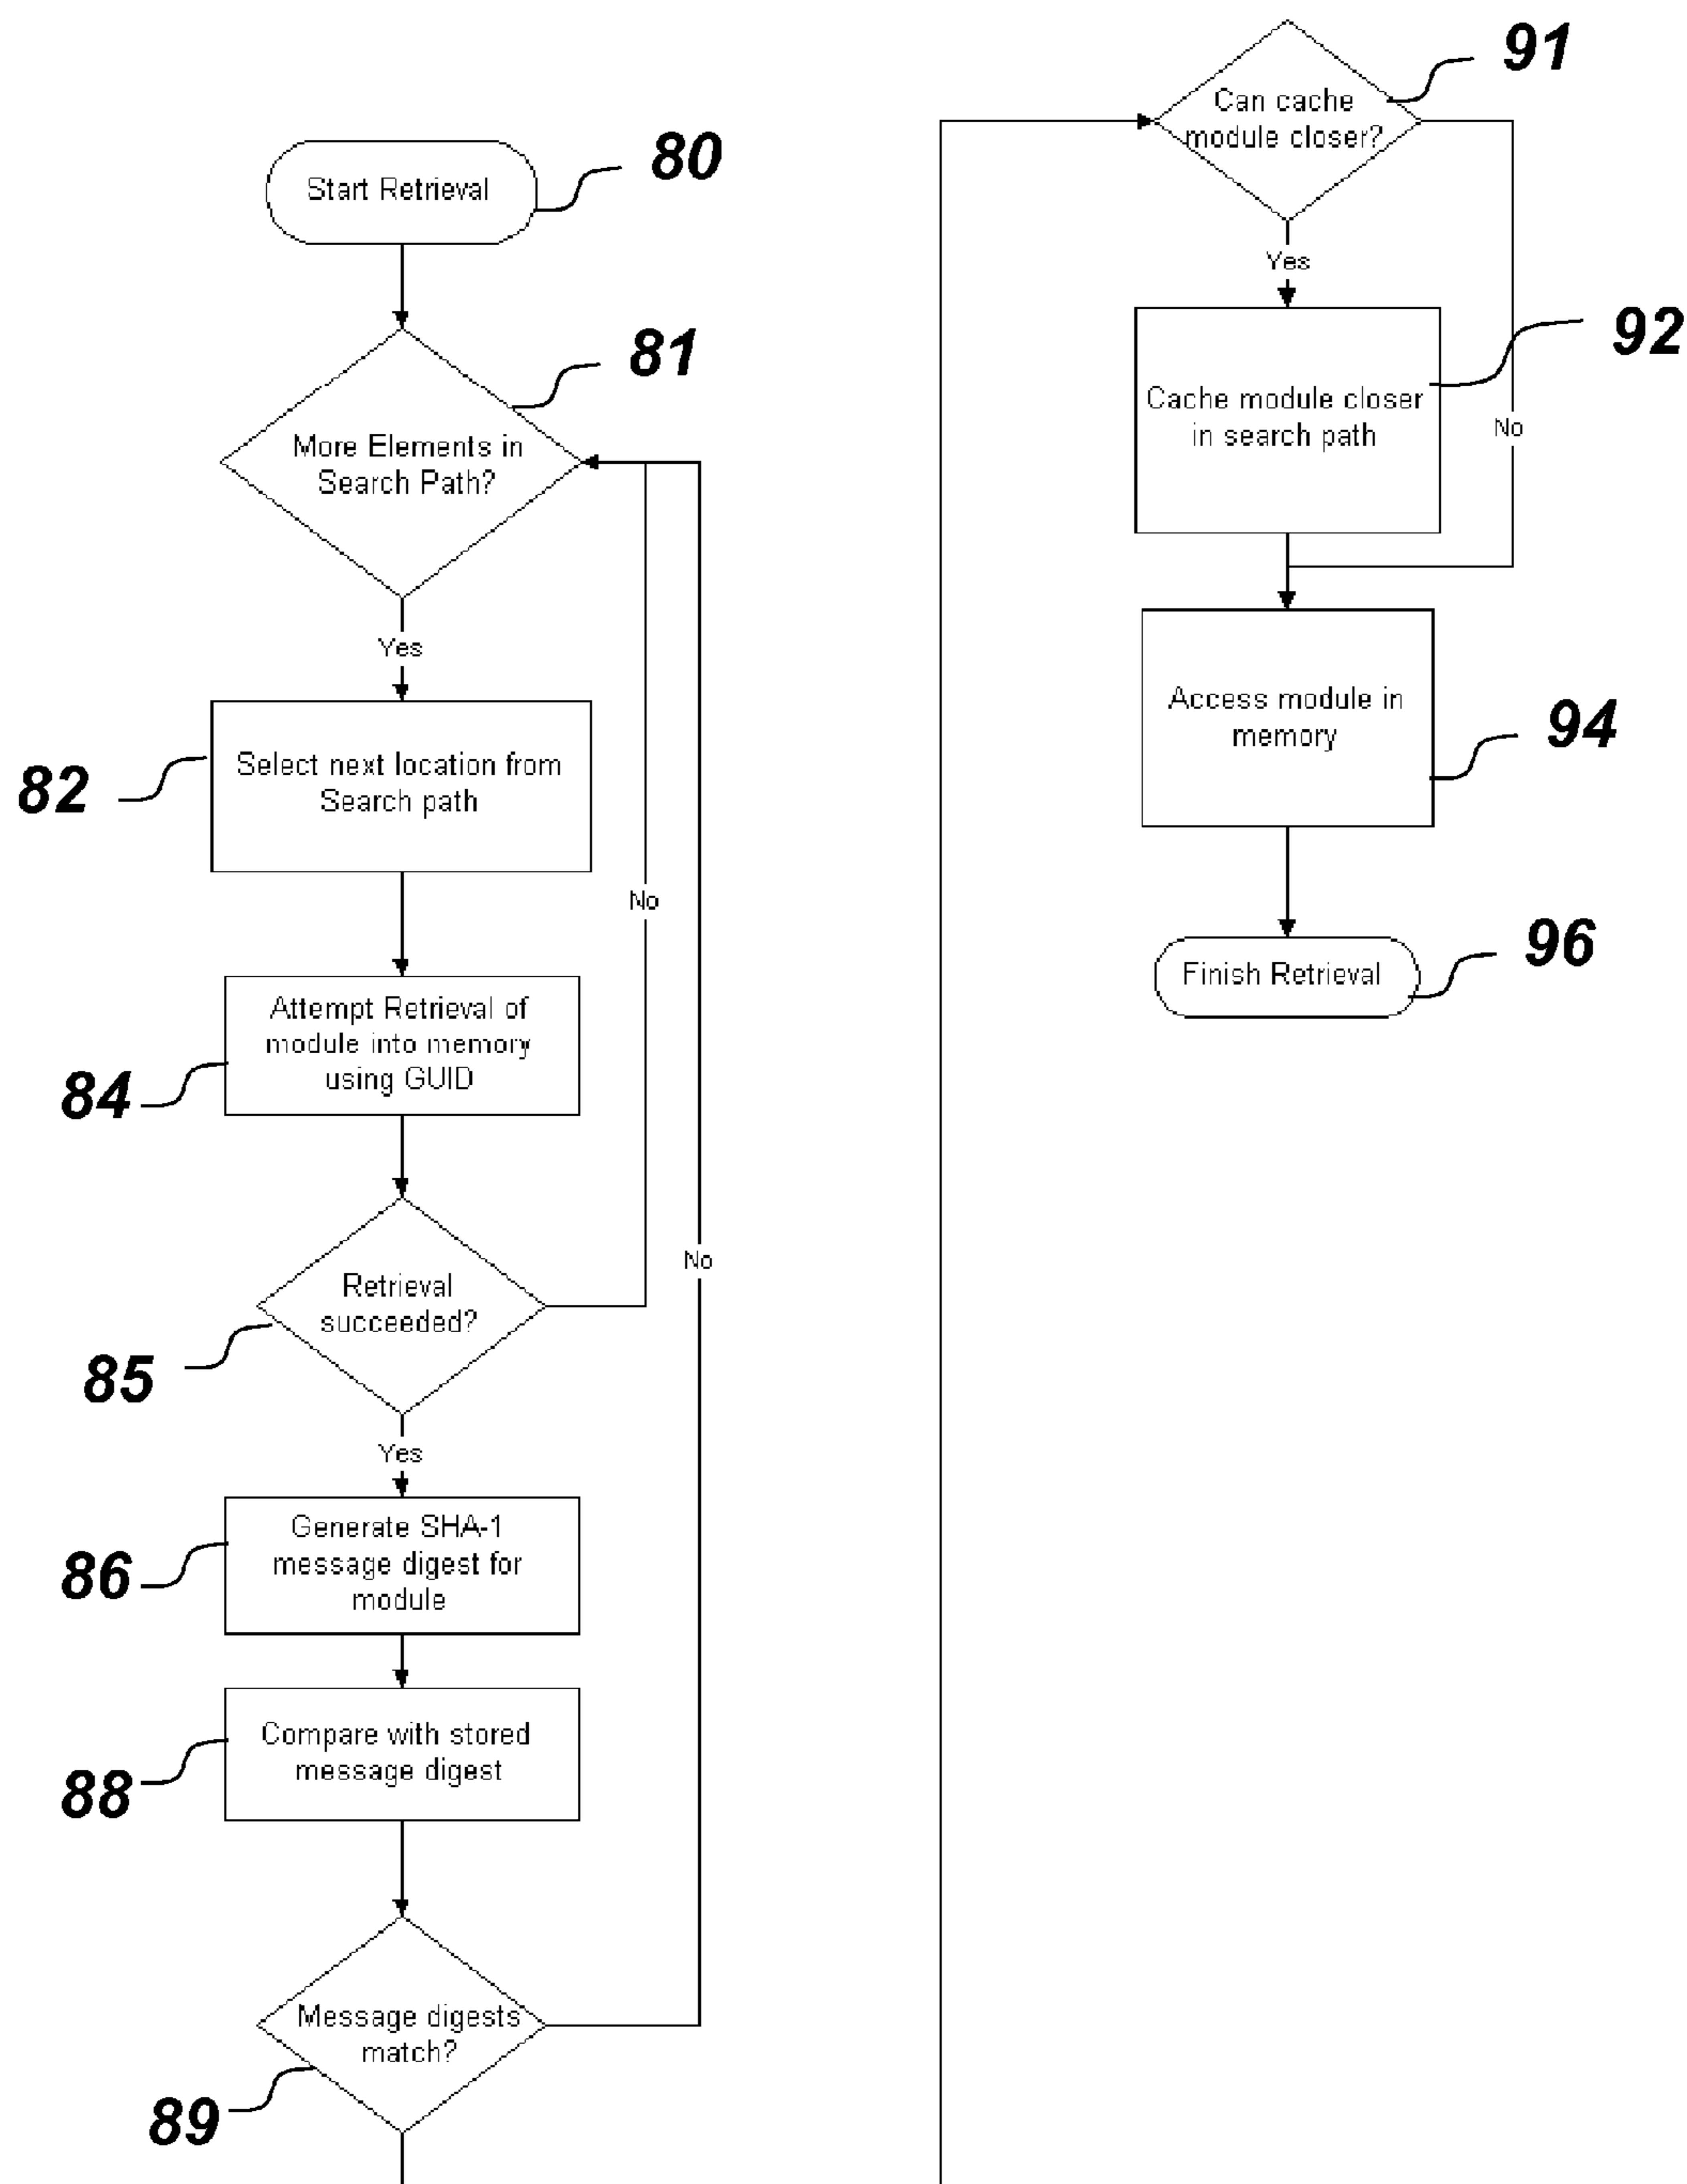 Start Retrieval
80
More Elements in
Search Path?
81
Yes
Select next location from
Search path
82
No
Attempt Retrieval of
module into memory
using GUID
84
Retrieval
succeeded?
85
No
Yes
Generate SHA-1
message digest for
module
86
Compare with stored
message digest
88
Message digests
match?
89
Can cache
module closer?
91
Yes
Cache module closer
in search path
92
No
Access module in
memory
94
Finish Retrieval
96